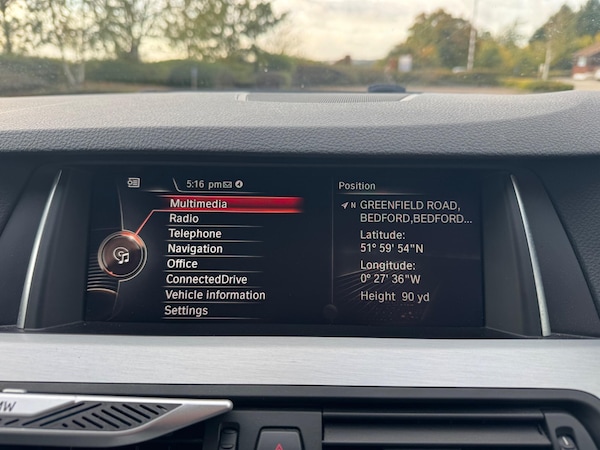 5:16 pm
Multimedia
Radio
Telephone
Navigation
Office
ConnectedDrive
Vehicle information
Settings
Position
N GREENFIELD ROAD,
BEDFORD,BEDFORD...
Latitude:
51° 59' 54"N
Longitude:
0° 27' 36"W
Height 90 yd
MW